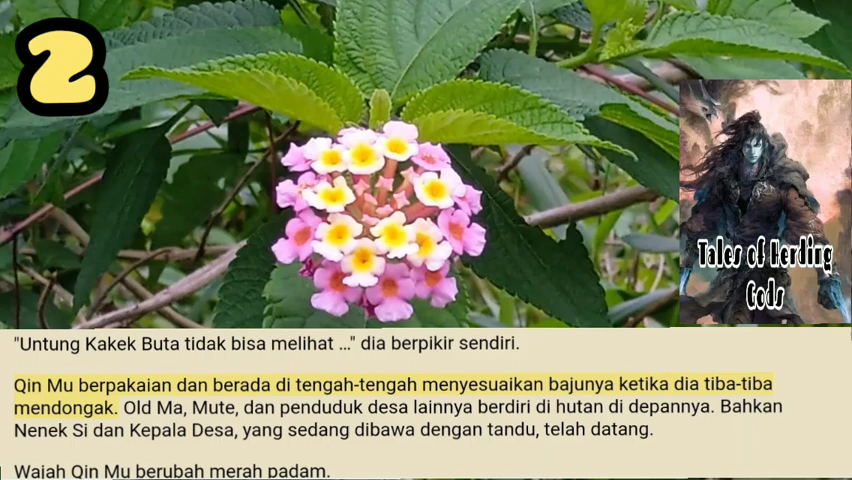 2
Tales of Herding
Gods
"Untung Kakek Buta tidak bisa melihat ..." dia berpikir sendiri.
Qin Mu berpakaian dan berada di tengah-tengah menyesuaikan bajunya ketika dia tiba-tiba
mendongak. Old Ma, Mute, dan penduduk desa lainnya berdiri di hutan di depannya. Bahkan
Nenek Si dan Kepala Desa, yang sedang dibawa dengan tandu, telah datang.
Wajah Qin Mu berubah merah padam.